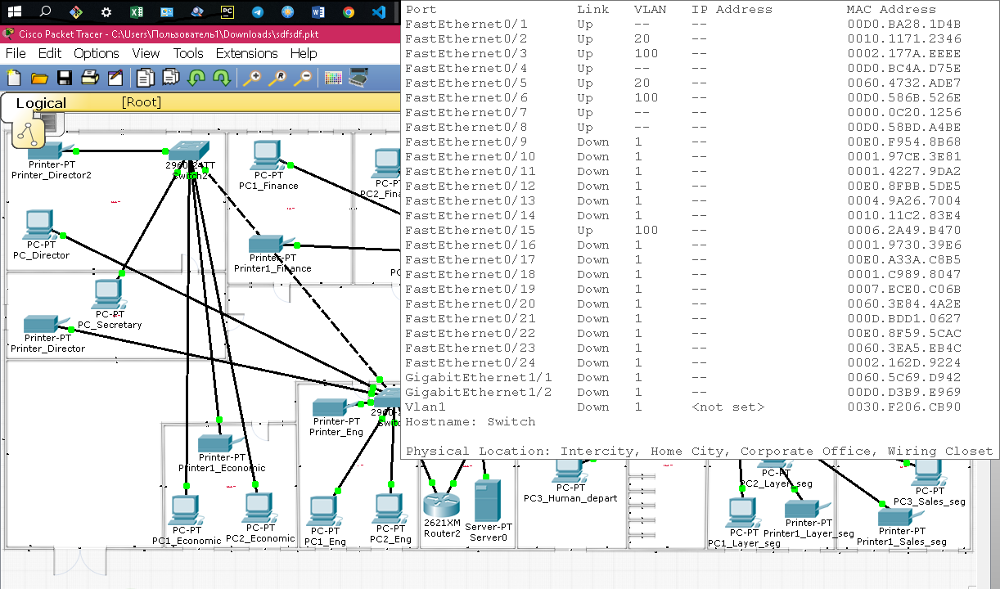 Cisco Packet Tracer - C:\Users\Пользователь1\Downloads\sdfsdf.pkt
File Edit Options View Tools Extensions Help
Logical
[Root]
Printer-PT
Printer_Director2
2960-24TT
Switch2
PC-PT
PC1_Finance
PC-PT
PC2_Fina
PC-PT
PC_Director
Printer-PT
Printer1_Finance
PC-PT
PC_Secretary
Printer-PT
Printer_Director
Printer-PT
Printer_Eng
Printer-PT
Printer1_Economic
PC-PT
PC1_Economic
PC-PT
PC2_Economic
PC-PT
PC1_Eng
PC-PT
PC2_Eng
2621XM
Router2
Server-PT
Server0
PC-PT
PC3_Human_depart
PC-PT
PC2_Layer_seg
PC-PT
PC1_Layer_seg
Printer-PT
Printer1_Layer_seg
PC-PT
PC3_Sales_seg
Printer-PT
Printer1_Sales_seg
Port Link VLAN IP Address MAC Address
FastEthernet0/1 Up -- -- 00D0.BA28.1D4B
FastEthernet0/2 Up 20 -- 0010.1171.2346
FastEthernet0/3 Up 100 -- 0002.177A.EEEE
FastEthernet0/4 Up -- -- 00D0.BC4A.D75E
FastEthernet0/5 Up 20 -- 0060.4732.ADE7
FastEthernet0/6 Up 100 -- 00D0.586B.526E
FastEthernet0/7 Up -- -- 0000.0C20.1256
FastEthernet0/8 Up -- -- 00D0.58BD.A4BE
FastEthernet0/9 Down 1 -- 00E0.F954.8B68
FastEthernet0/10 Down 1 -- 0001.97CE.3E81
FastEthernet0/11 Down 1 -- 0001.4227.9DA2
FastEthernet0/12 Down 1 -- 00E0.8FBB.5DE5
FastEthernet0/13 Down 1 -- 0004.9A26.7004
FastEthernet0/14 Down 1 -- 0010.11C2.83E4
FastEthernet0/15 Up 100 -- 0006.2A49.B470
FastEthernet0/16 Down 1 -- 0001.9730.39E6
FastEthernet0/17 Down 1 -- 00E0.A33A.C8B5
FastEthernet0/18 Down 1 -- 0001.C989.8047
FastEthernet0/19 Down 1 -- 0007.ECE0.C06B
FastEthernet0/20 Down 1 -- 0060.3E84.4A2E
FastEthernet0/21 Down 1 -- 000D.BDD1.0627
FastEthernet0/22 Down 1 -- 00E0.8F59.5CAC
FastEthernet0/23 Down 1 -- 0060.3EA5.EB4C
FastEthernet0/24 Down 1 -- 0002.162D.9224
GigabitEthernet1/1 Down 1 -- 0060.5C69.D942
GigabitEthernet1/2 Down 1 -- 00D0.D3B9.E969
Vlan1 Down 1 <not set> 0030.F206.CB90
Hostname: Switch
Physical Location: Intercity, Home City, Corporate Office, Wiring Closet